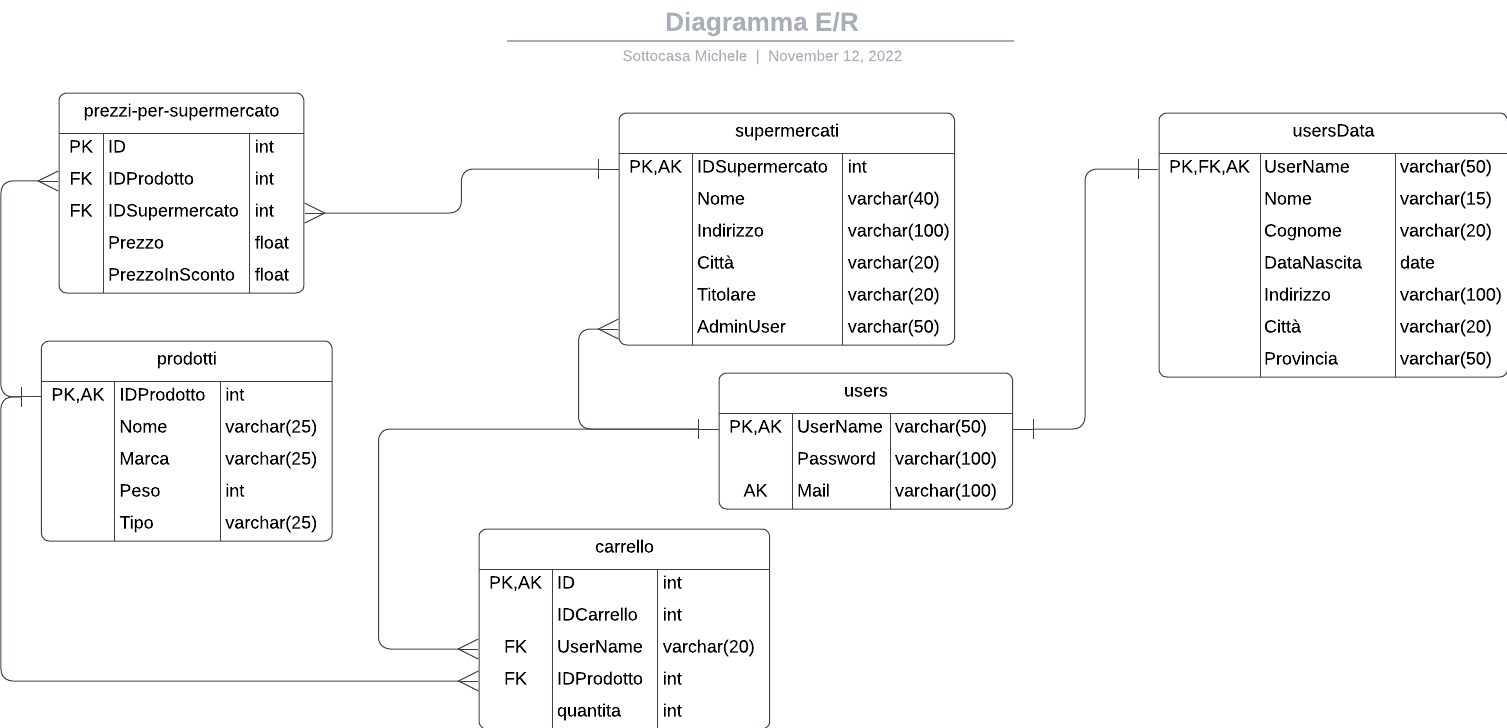 Diagramma E/R
Sottocasa Michele | November 12, 2022
prezzi-per-supermercato
PK ID int
FK IDProdotto int
FK IDSupermercato int
Prezzo float
PrezzoInSconto float
supermercati
PK,AK IDSupermercato int
Nome varchar(40)
Indirizzo varchar(100)
Città varchar(20)
Titolare varchar(20)
AdminUser varchar(50)
usersData
PK,FK,AK UserName varchar(50)
Nome varchar(15)
Cognome varchar(20)
DataNascita date
Indirizzo varchar(100)
Città varchar(20)
Provincia varchar(50)
prodotti
PK,AK IDProdotto int
Nome varchar(25)
Marca varchar(25)
Peso int
Tipo varchar(25)
users
PK,AK UserName varchar(50)
Password varchar(100)
AK Mail varchar(100)
carrello
PK,AK ID int
IDCarrello int
FK UserName varchar(20)
FK IDProdotto int
quantita int